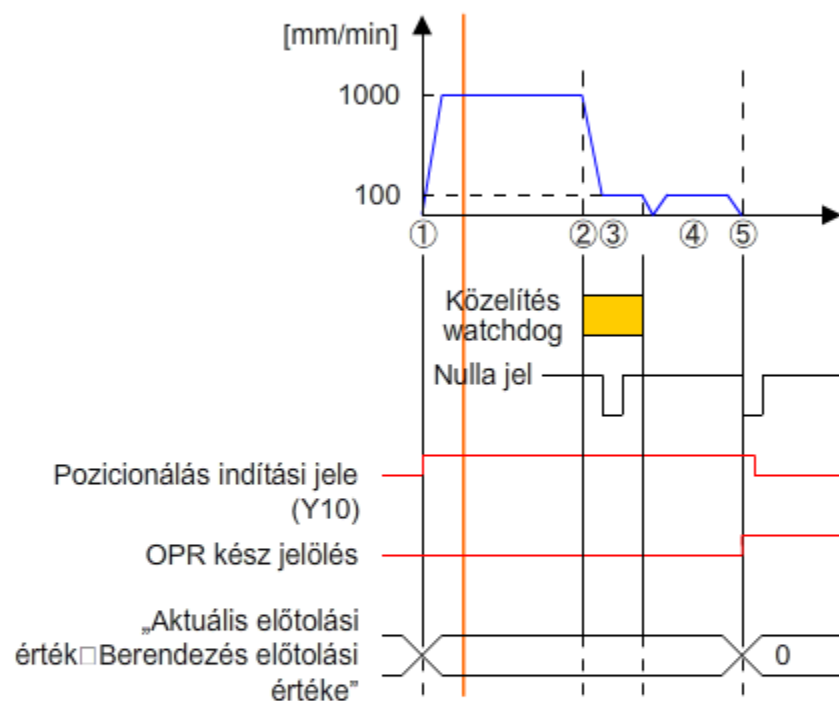 [mm/min]
1000
100
① ②③ ④ ⑤
Közelítés
watchdog
Nulla jel
Pozicionálás indítási jele
(Y10)
OPR kész jelölés
„Aktuális előtolási
érték□Berendezés előtolási
értéke”
0